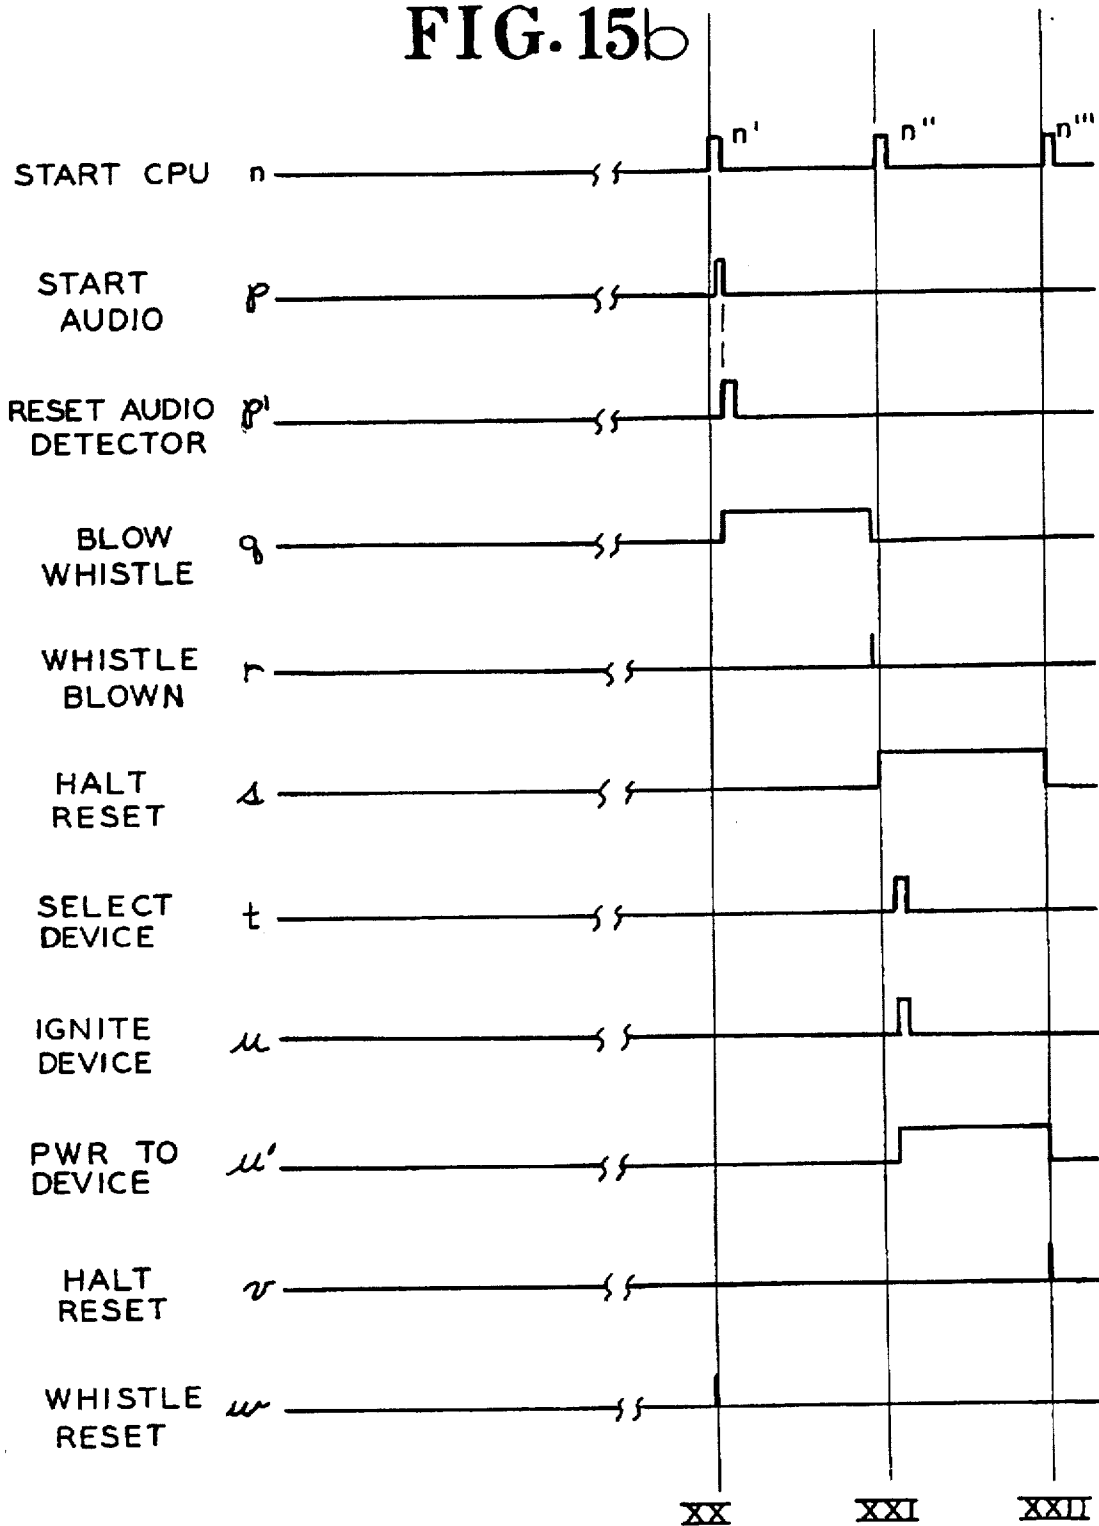 FIG. 15b
n' n'' n'''
START CPU n
START
AUDIO p
RESET AUDIO p'
DETECTOR
BLOW
WHISTLE q
WHISTLE
BLOWN r
HALT
RESET s
SELECT
DEVICE t
IGNITE
DEVICE u
PWR TO
DEVICE u'
HALT
RESET v
WHISTLE
RESET w
XX XXI XXII